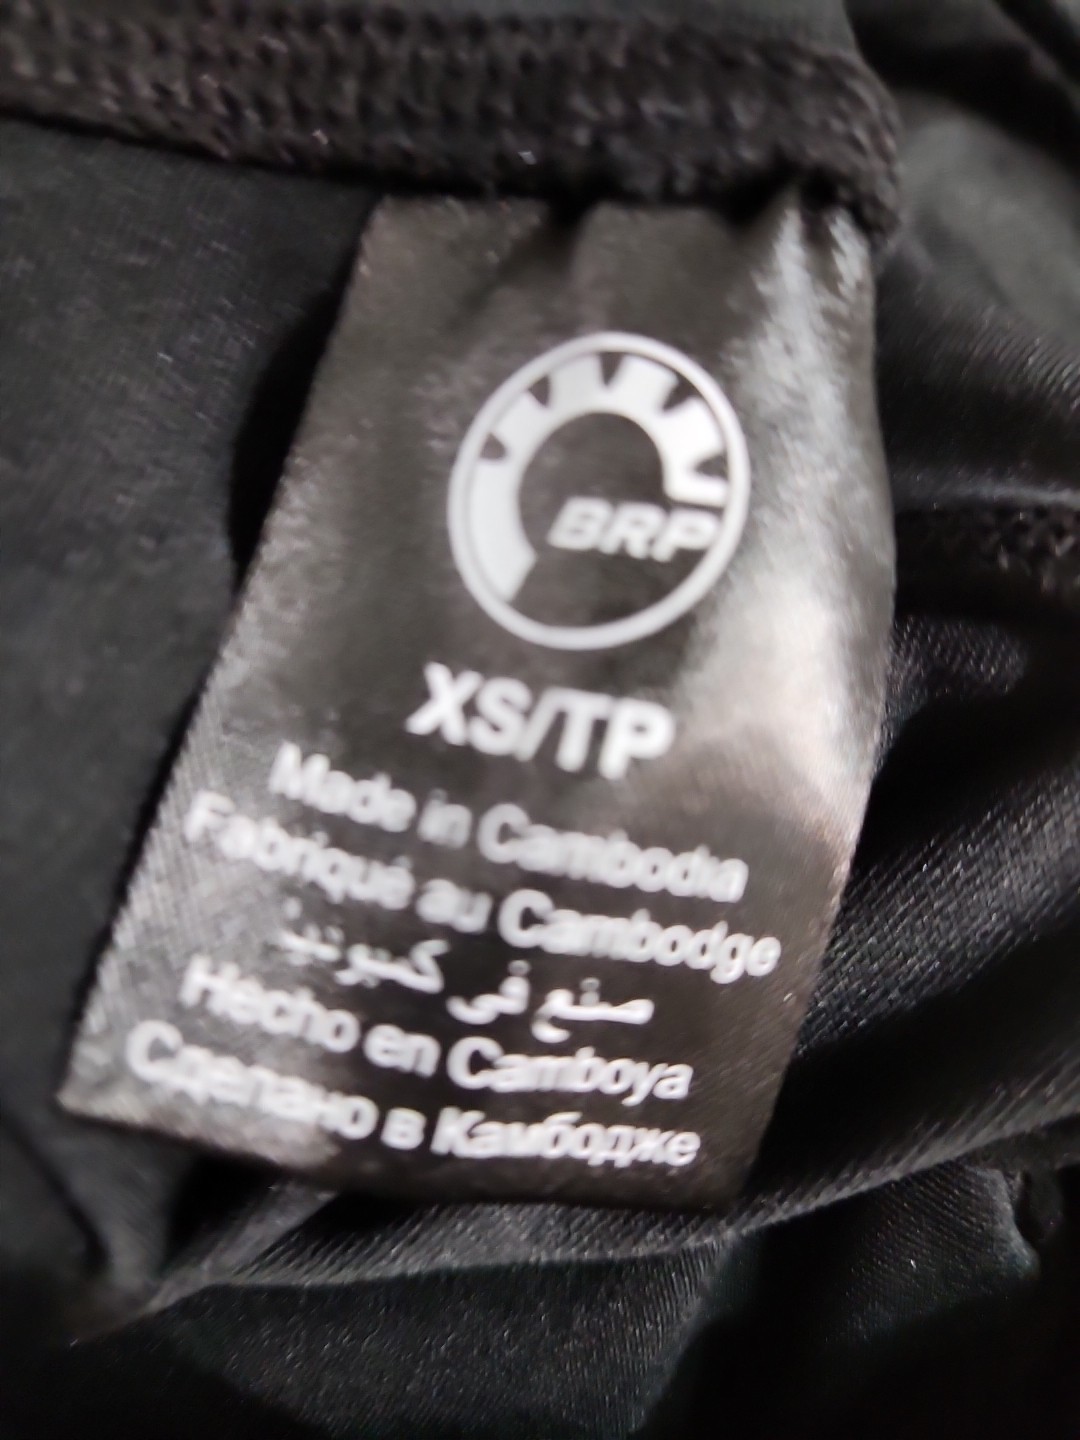 BRP
XS/TP
Made in Cambodia
Fabriqué au Cambodge
صنع في كمبوديا
Hecho en Camboya
Сделано в Камбодже